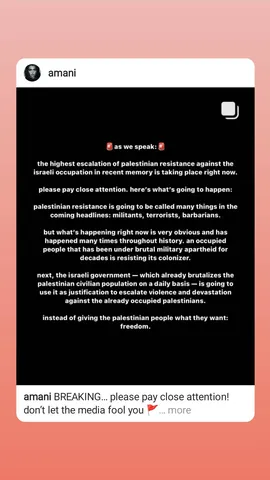 amani
🚨 as we speak: 🚨
the highest escalation of palestinian resistance against the
israeli occupation in recent memory is taking place right now.
please pay close attention. here's what's going to happen:
palestinian resistance is going to be called many things in the
coming headlines: militants, terrorists, barbarians.
but what's happening right now is very obvious and has
happened many times throughout history. an occupied
people that has been under brutal military apartheid for
decades is resisting its colonizer.
next, the israeli government — which already brutalizes the
palestinian civilian population on a daily basis — is going to
use it as justification to escalate violence and devastation
against the already occupied palestinians.
instead of giving the palestinian people what they want:
freedom.
amani BREAKING... please pay close attention!
don't let the media fool you 🚩... more